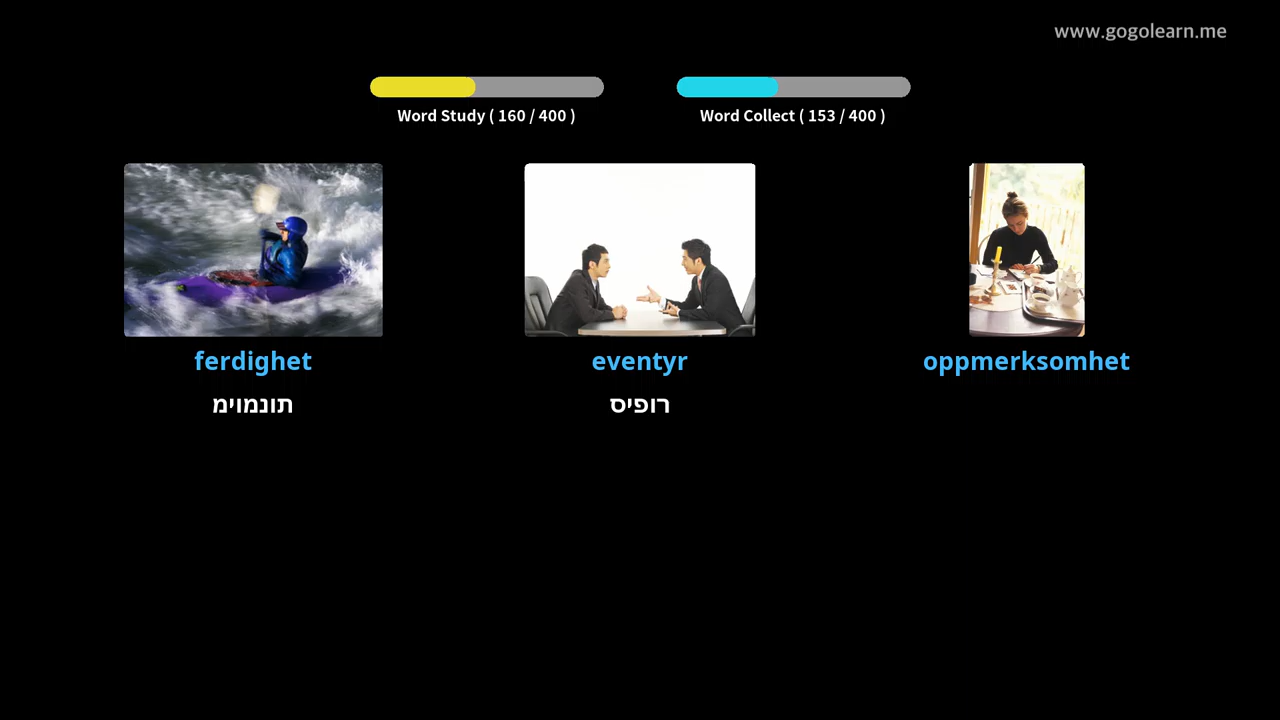 www.gogolearn.me
Word Study ( 160 / 400 )
Word Collect ( 153 / 400 )
ferdighet
תונמוימ
eventyr
רופיס
oppmerksomhet